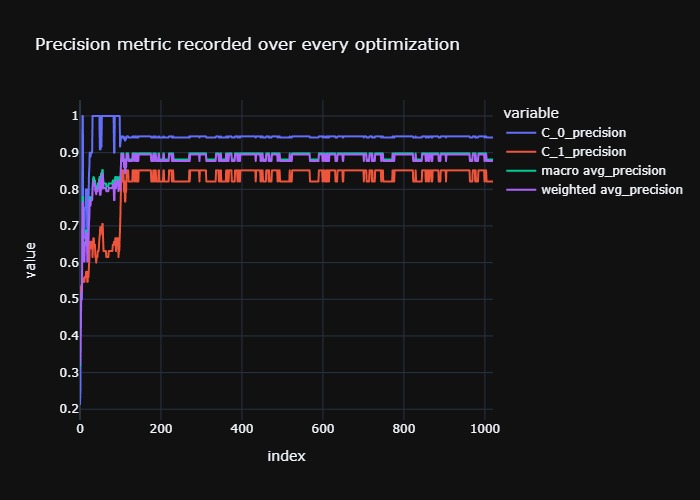 Precision metric recorded over every optimization
variable
C_0_precision
C_1_precision
macro avg_precision
weighted avg_precision
1
0.9
0.8
0.7
0.6
0.5
0.4
0.3
0.2
value
0 200 400 600 800 1000
index